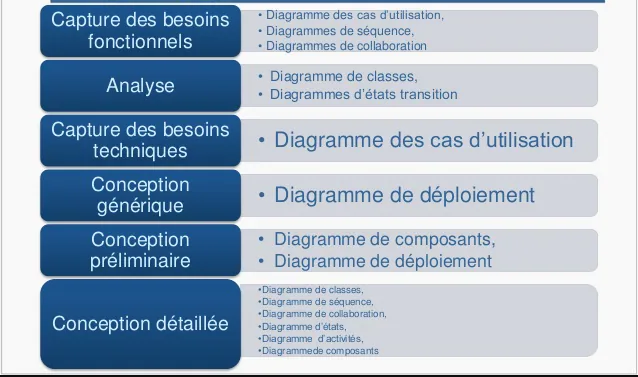 Capture des besoins
fonctionnels
• Diagramme des cas d'utilisation,
• Diagrammes de séquence,
• Diagrammes de collaboration
Analyse
• Diagramme de classes,
• Diagrammes d'états transition
Capture des besoins
techniques
• Diagramme des cas d'utilisation
Conception
générique
• Diagramme de déploiement
Conception
préliminaire
• Diagramme de composants,
• Diagramme de déploiement
Conception détaillée
•Diagramme de classes,
•Diagramme de séquence,
•Diagramme de collaboration,
•Diagramme d'états,
•Diagramme d'activités,
•Diagrammede composants